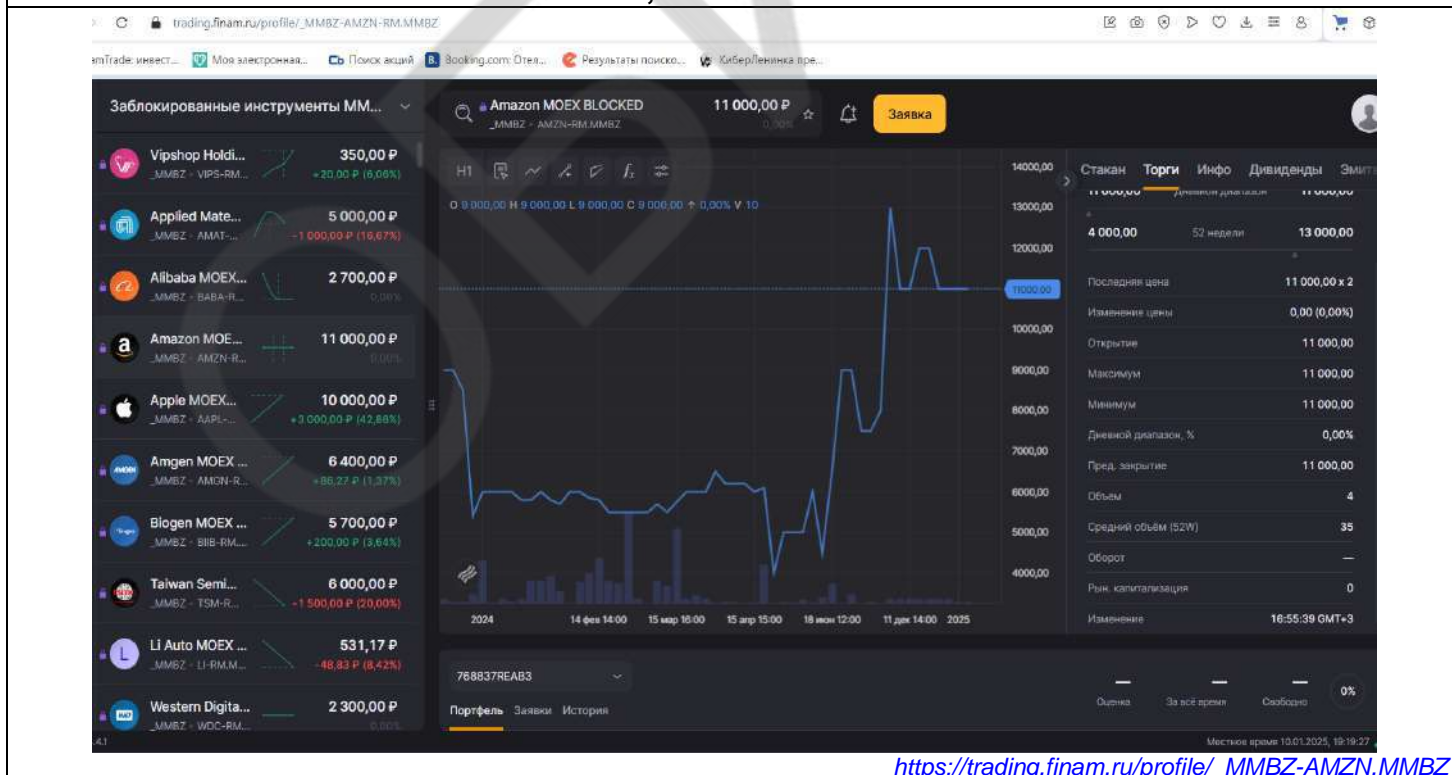 trading.finam.ru/profile/_MMBZ-AMZN-RM.MMBZ
mTrade: инвест... Моя электронная... Поиск акций Booking.com: Отел... Результаты поиско... КиберЛенинка пре...
Заблокированные инструменты ММ...
Amazon MOEX BLOCKED 11 000,00 ₽
_MMBZ - AMZN-RM.MMBZ 0,00%
Заявка
Vipshop Holdi... 350,00 ₽
_MMBZ - VIPS-RM... +20,00 ₽ (6,06%)
Applied Mate... 5 000,00 ₽
_MMBZ - AMAT-... -1 000,00 ₽ (16,67%)
Alibaba MOEX... 2 700,00 ₽
_MMBZ - BABA-R... 0,00%
Amazon MOE... 11 000,00 ₽
_MMBZ - AMZN-R... 0,00%
Apple MOEX... 10 000,00 ₽
_MMBZ - AAPL-... +3 000,00 ₽ (42,86%)
Amgen MOEX ... 6 400,00 ₽
_MMBZ - AMGN-R... +86,27 ₽ (1,37%)
Biogen MOEX ... 5 700,00 ₽
_MMBZ - BIIB-RM... +200,00 ₽ (3,64%)
Taiwan Semi... 6 000,00 ₽
_MMBZ - TSM-R... -1 500,00 ₽ (20,00%)
Li Auto MOEX ... 531,17 ₽
_MMBZ - LI-RM.M... -48,83 ₽ (8,42%)
Western Digita... 2 300,00 ₽
_MMBZ - WDC-RM... 0,00%
H1
O 9 000,00 H 9 000,00 L 9 000,00 C 9 000,00 0,00% V 10
14000,00
13000,00
12000,00
11000,00
10000,00
9000,00
8000,00
7000,00
6000,00
5000,00
4000,00
2024 14 фев 14:00 15 мар 16:00 15 апр 15:00 18 июн 12:00 11 дек 14:00 2025
Стакан Торги Инфо Дивиденды Эмит
11 000,00 Дневной диапазон 11 000,00
4 000,00 52 недели 13 000,00
Последняя цена 11 000,00 x 2
Изменение цены 0,00 (0,00%)
Открытие 11 000,00
Максимум 11 000,00
Минимум 11 000,00
Дневной диапазон, % 0,00%
Пред. закрытие 11 000,00
Объем 4
Средний объём (52W) 35
Оборот —
Рын. капитализация 0
Изменение 16:55:39 GMT+3
768837REAB3
Портфель Заявки История
— — —
Оценка За всё время Свободно 0%
.4.1
Местное время 10.01.2025, 19:19:27
https://trading.finam.ru/profile/_MMBZ-AMZN.MMBZ